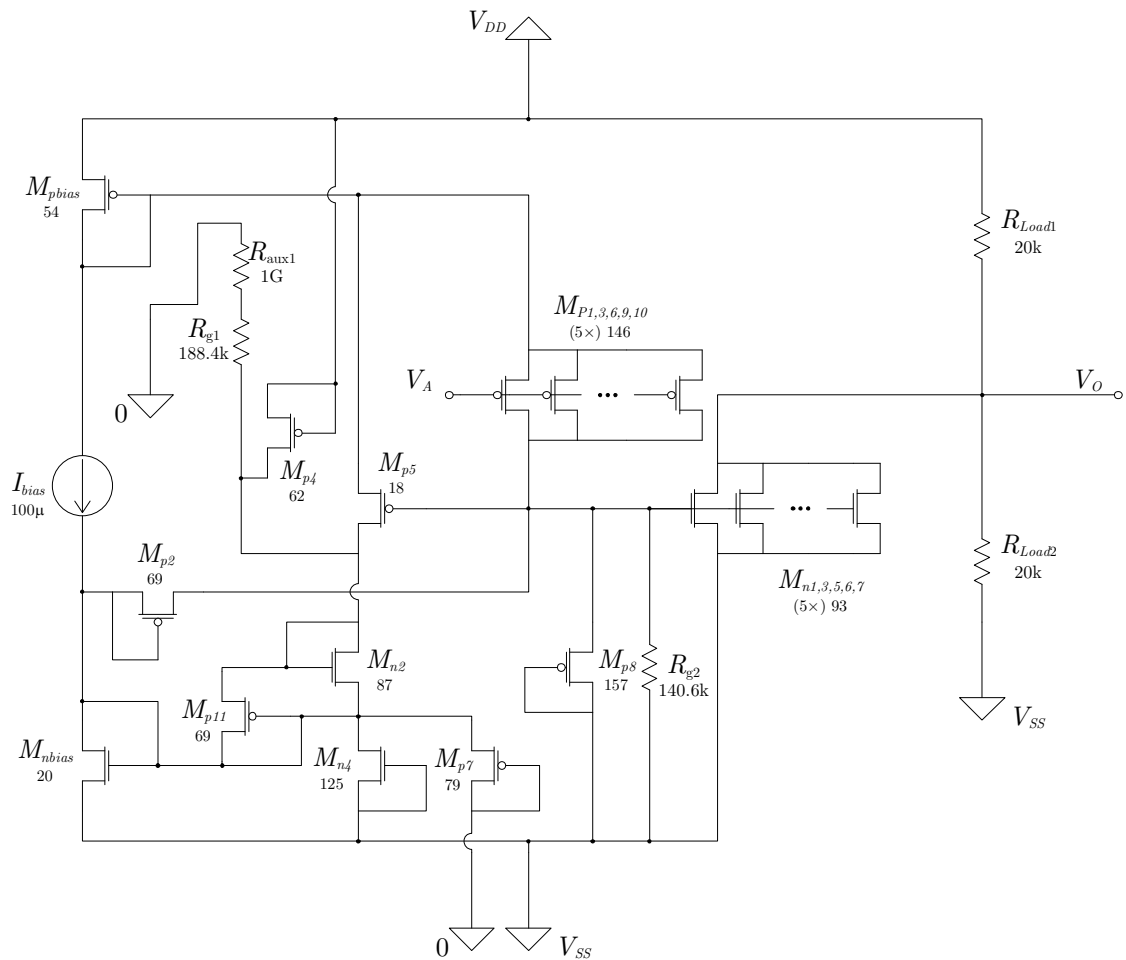 V_DD
M_pbias
54
R_aux1
1G
R_g1
188.4k
0
M_P1,3,6,9,10
(5×) 146
V_A
R_Load1
20k
V_O
M_p4
62
M_p5
18
I_bias
100µ
M_p2
69
M_n1,3,5,6,7
(5×) 93
R_Load2
20k
M_n2
87
M_p8
157
R_g2
140.6k
M_p11
69
V_SS
M_nbias
20
M_n4
125
M_p7
79
0
V_SS